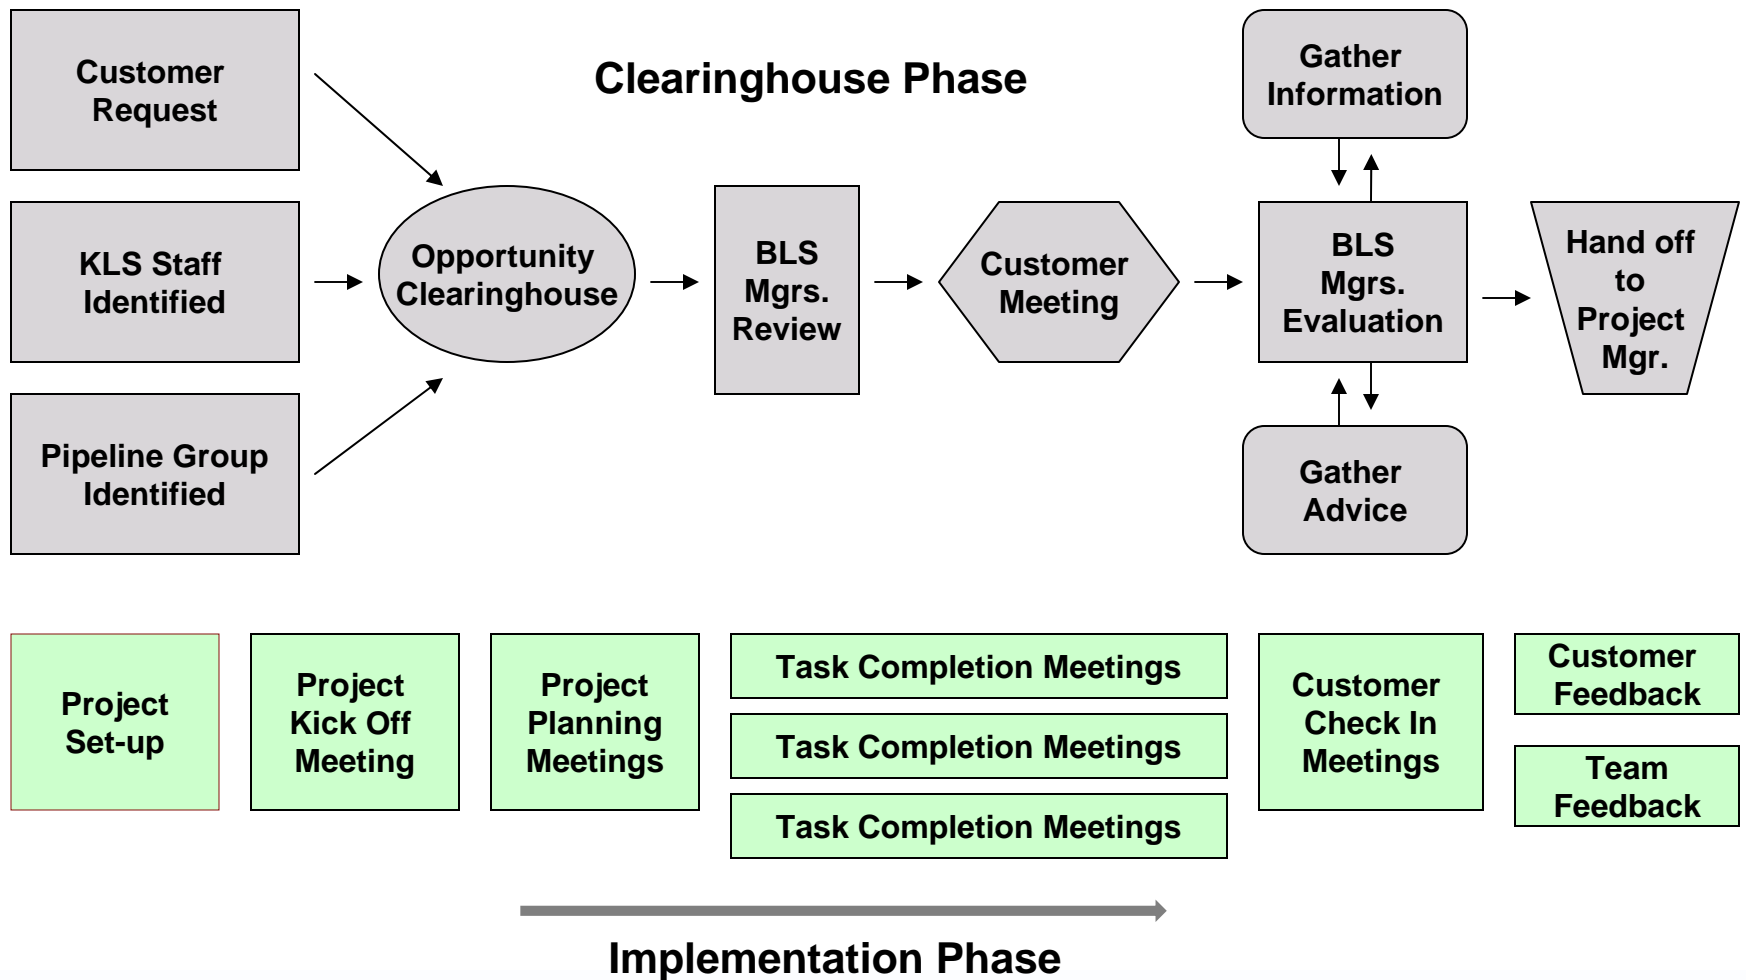 Customer
Request
Clearinghouse Phase
Gather
Information
KLS Staff
Identified
Opportunity
Clearinghouse
BLS
Mgrs.
Review
Customer
Meeting
BLS
Mgrs.
Evaluation
Hand off
to
Project
Mgr.
Pipeline Group
Identified
Gather
Advice
Project
Set-up
Project
Kick Off
Meeting
Project
Planning
Meetings
Task Completion Meetings
Task Completion Meetings
Task Completion Meetings
Customer
Check In
Meetings
Customer
Feedback
Team
Feedback
Implementation Phase